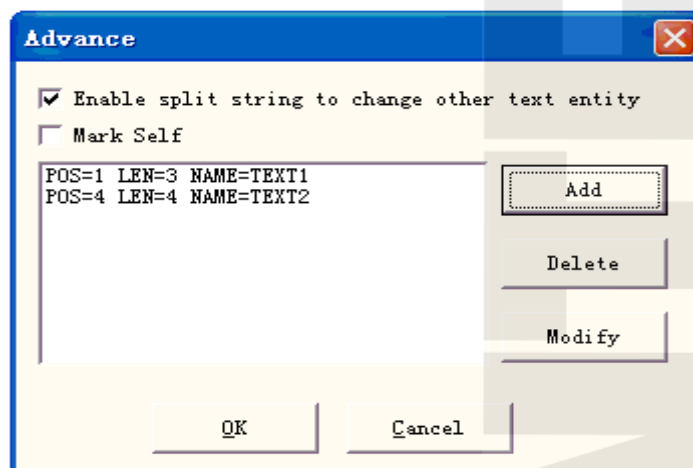 Advance
Enable split string to change other text entity
Mark Self
POS=1 LEN=3 NAME=TEXT1
POS=4 LEN=4 NAME=TEXT2
Add
Delete
Modify
OK
Cancel